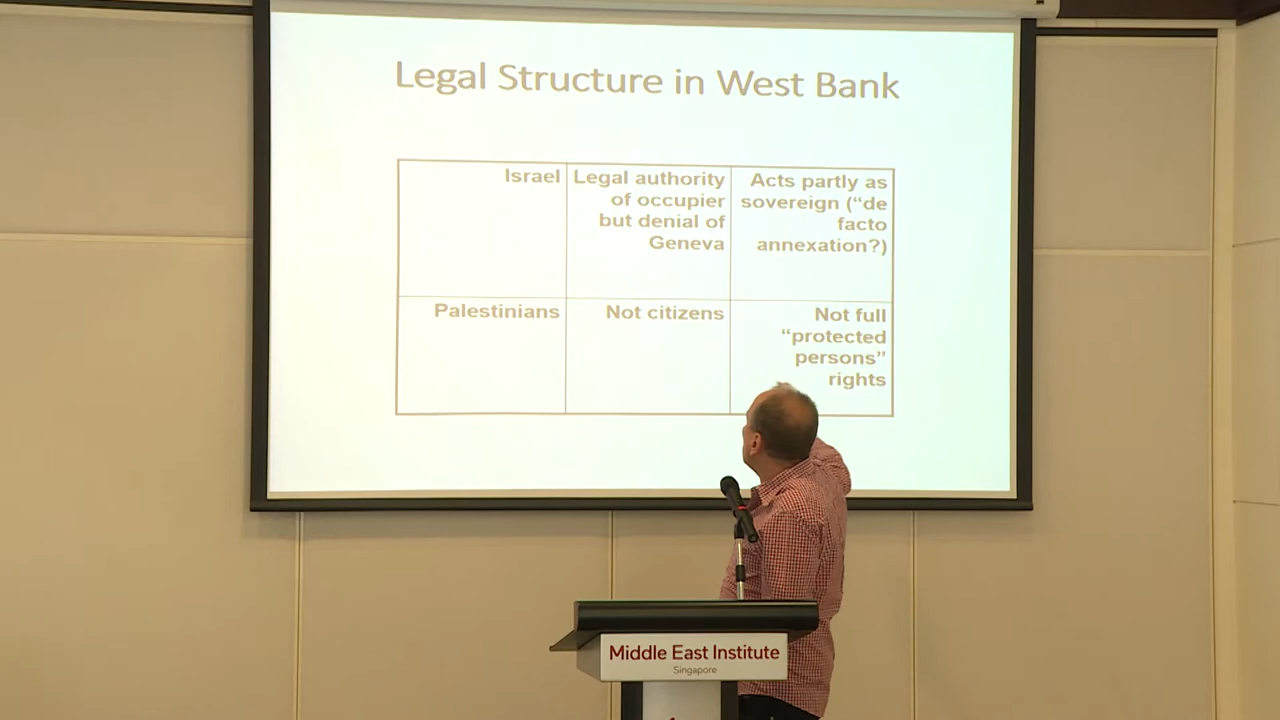 Legal Structure in West Bank
Israel
Legal authority
of occupier
but denial of
Geneva
Acts partly as
sovereign (“de
facto
annexation?)
Palestinians
Not citizens
Not full
“protected
persons”
rights
Middle East Institute
Singapore